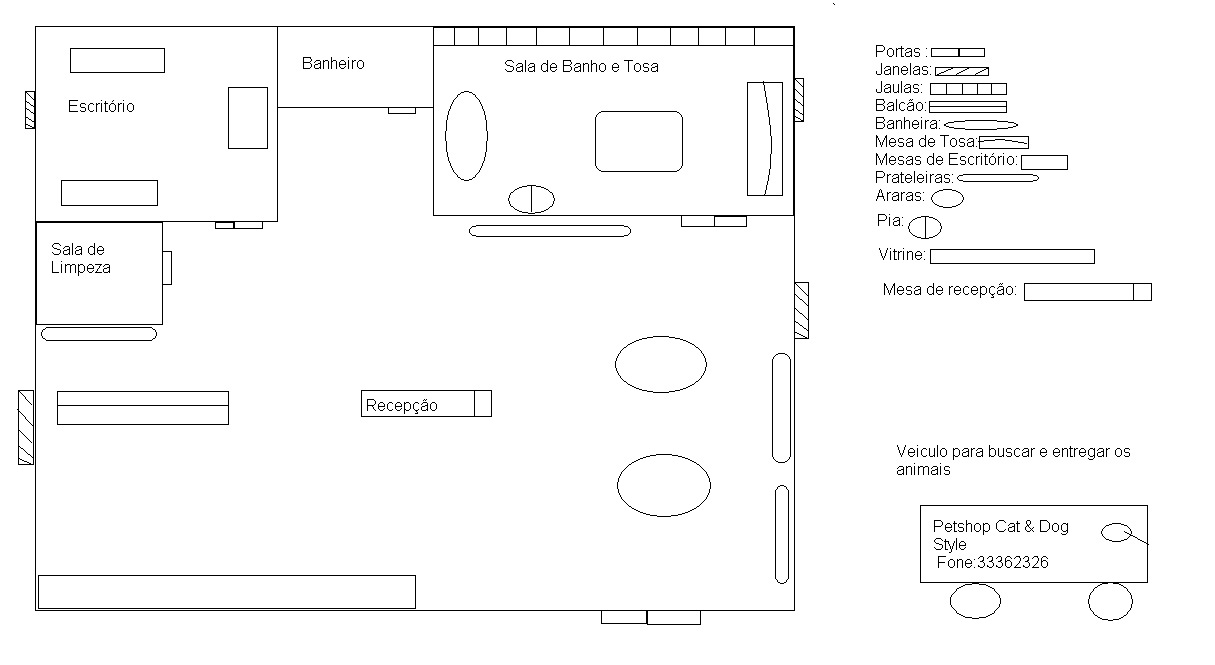 Escritório
Banheiro
Sala de Banho e Tosa
Sala de
Limpeza
Recepção
Portas :
Janelas:
Jaulas:
Balcão:
Banheira:
Mesa de Tosa:
Mesas de Escritório:
Prateleiras:
Araras:
Pia:
Vitrine:
Mesa de recepção:
Veiculo para buscar e entregar os
animais
Petshop Cat & Dog
Style
Fone:33362326